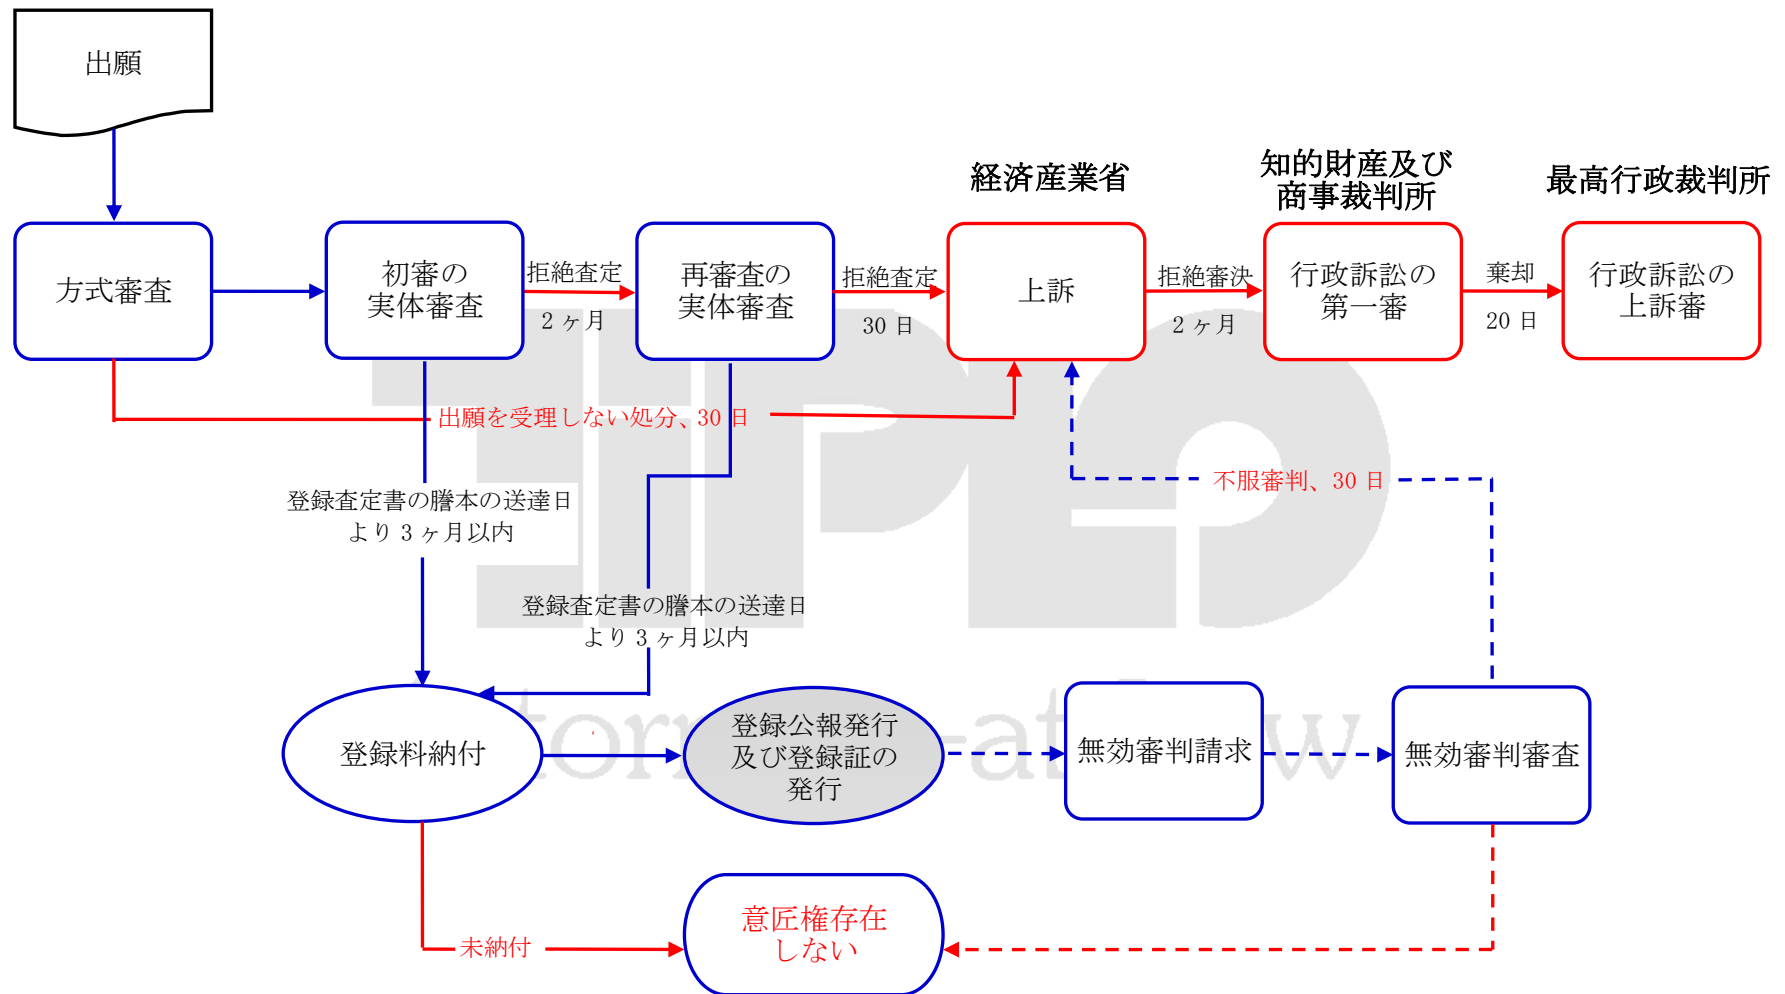 出願
経済産業省
知的財産及び
商事裁判所
最高行政裁判所
方式審査
初審の
実体審査
拒絶査定
2 ヶ月
再審査の
実体審査
拒絶査定
30 日
上訴
拒絶審決
2 ヶ月
行政訴訟の
第一審
棄却
20 日
行政訴訟の
上訴審
出願を受理しない処分、30 日
不服審判、30 日
登録査定書の謄本の送達日
より 3 ヶ月以内
登録査定書の謄本の送達日
より 3 ヶ月以内
登録料納付
登録公報発行
及び登録証の
発行
無効審判請求
無効審判審査
未納付
意匠権存在
しない